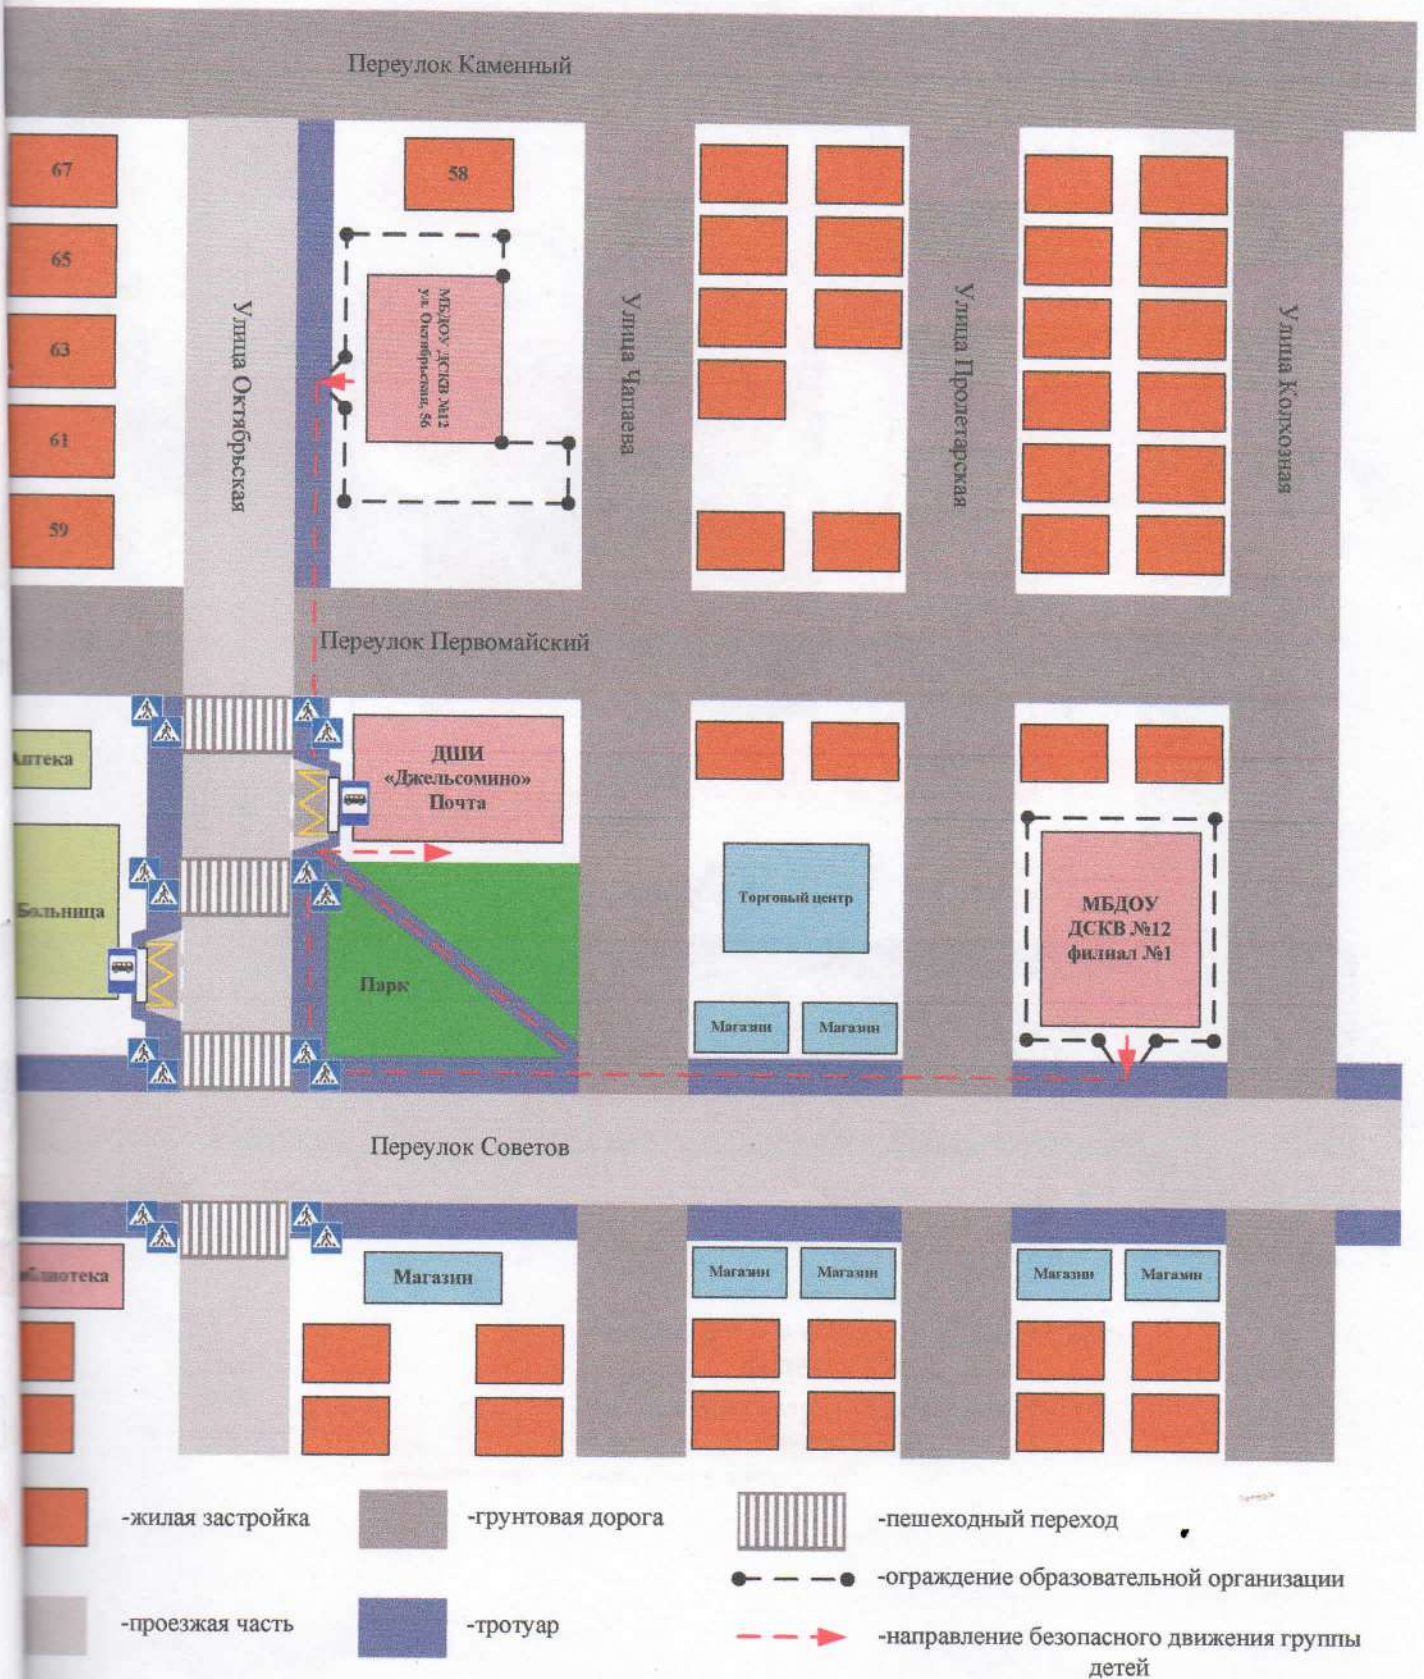 Переулок Каменный
67
58
65
63
61
59
Улица Октябрьская
МБДОУ ДСКВ №12
ул. Октябрьская, 56
Улица Чапаева
Улица Пролетарская
Улица Колхозная
Переулок Первомайский
ДШИ
«Джельсомино»
Почта
Больница
Парк
Торговый центр
Магазин
Магазин
МБДОУ
ДСКВ №12
филиал №1
Переулок Советов
Магазин
Магазин
Магазин
Магазин
Магазин
-жилая застройка
-грунтовая дорога
-пешеходный переход
-ограждение образовательной организации
-проезжая часть
-тротуар
-направление безопасного движения группы
детей